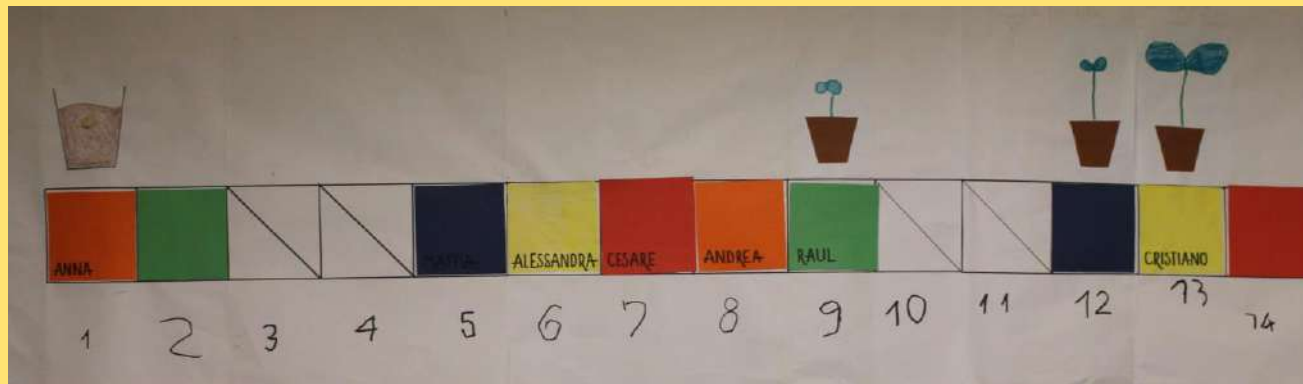 ANNA ALESSANDRA CESARE ANDREA RAUL CRISTIANO
1 2 3 4 5 6 7 8 9 10 11 12 13 14